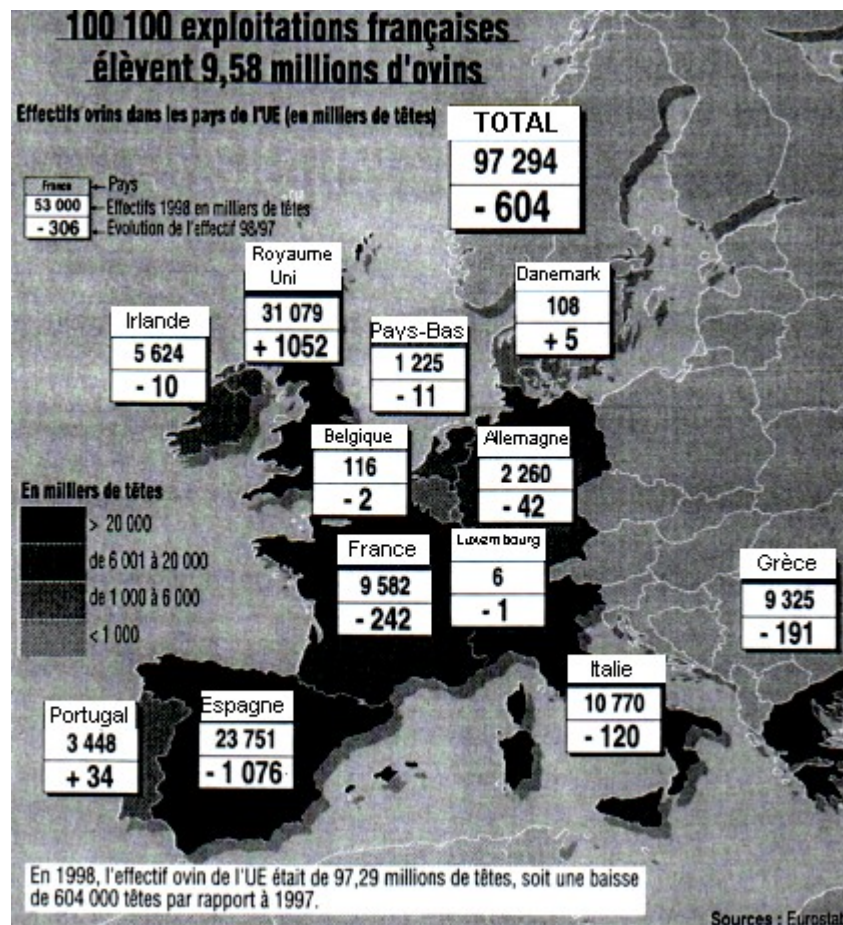 100 100 exploitations françaises
élèvent 9,58 millions d'ovins
Effectifs ovins dans les pays de l'UE (en milliers de têtes)
TOTAL
97 294
- 604
France
Pays
53 000
Effectifs 1998 en milliers de têtes
- 306
Evolution de l'effectif 98/97
Royaume
Uni
31 079
+ 1052
Danemark
108
+ 5
Irlande
5 624
- 10
Pays-Bas
1 225
- 11
Belgique
116
- 2
Allemagne
2 260
- 42
En milliers de têtes
> 20 000
de 6 001 à 20 000
de 1 000 à 6 000
< 1 000
France
9 582
- 242
Luxembourg
6
- 1
Grèce
9 325
- 191
Italie
10 770
- 120
Portugal
3 448
+ 34
Espagne
23 751
- 1 076
En 1998, l'effectif ovin de l'UE était de 97,29 millions de têtes, soit une baisse
de 604 000 têtes par rapport à 1997.
Sources : Eurostat